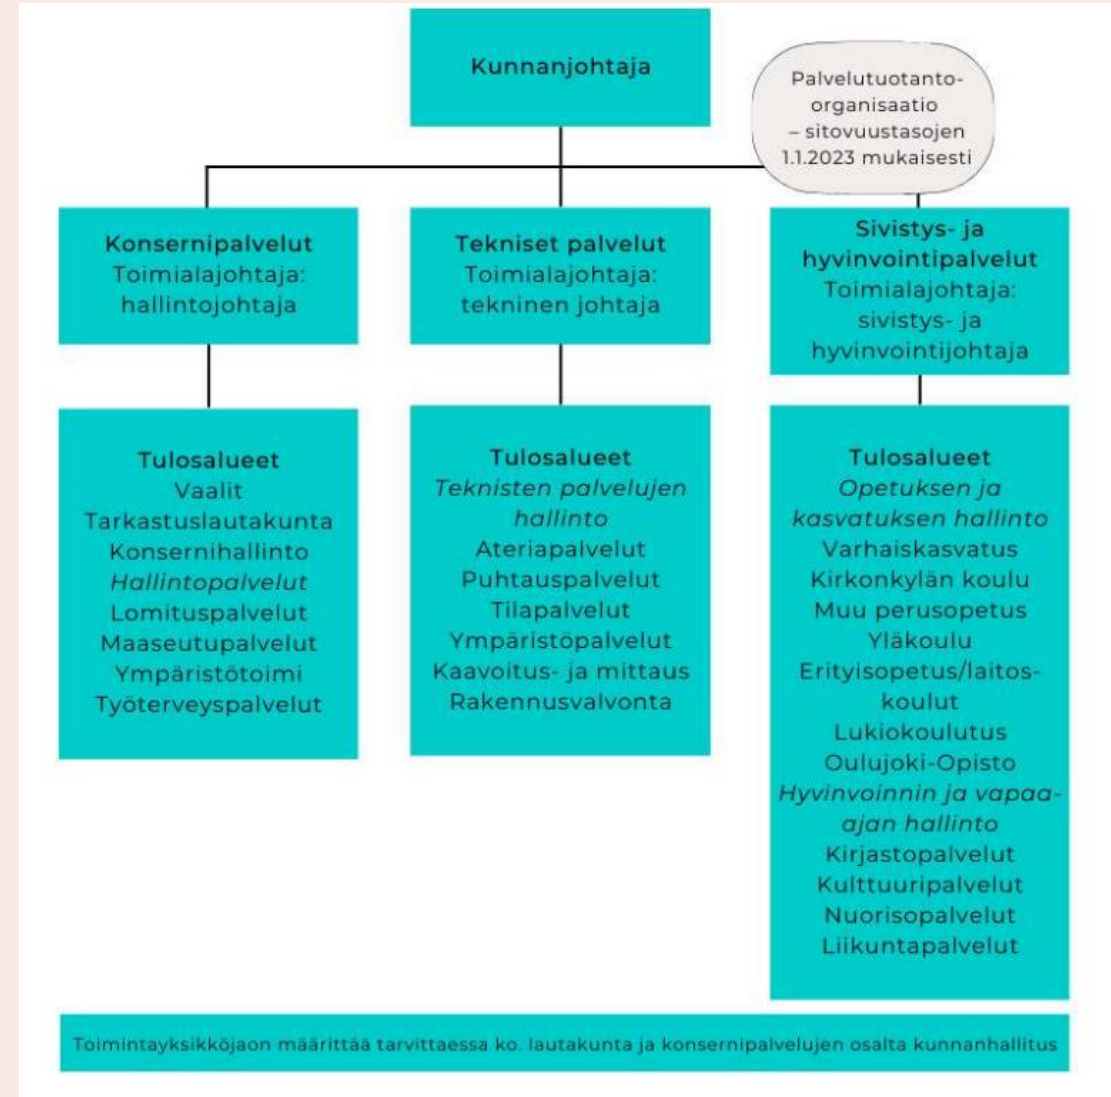 Kunnanjohtaja
Palvelutuotanto-
organisaatio
– sitovuustasojen
1.1.2023 mukaisesti
Konsernipalvelut
Toimialajohtaja:
hallintojohtaja
Tekniset palvelut
Toimialajohtaja:
tekninen johtaja
Sivistys- ja
hyvinvointipalvelut
Toimialajohtaja:
sivistys- ja
hyvinvointijohtaja
Tulosalueet
Vaalit
Tarkastuslautakunta
Konsernihallinto
Hallintopalvelut
Lomituspalvelut
Maaseutupalvelut
Ympäristötoimi
Työterveyspalvelut
Tulosalueet
Teknisten palvelujen
hallinto
Ateriapalvelut
Puhtauspalvelut
Tilapalvelut
Ympäristöpalvelut
Kaavoitus- ja mittaus
Rakennusvalvonta
Tulosalueet
Opetuksen ja
kasvatuksen hallinto
Varhaiskasvatus
Kirkonkylän koulu
Muu perusopetus
Yläkoulu
Erityisopetus/laitos-
koulut
Lukiokoulutus
Oulujoki-Opisto
Hyvinvoinnin ja vapaa-
ajan hallinto
Kirjastopalvelut
Kulttuuripalvelut
Nuorisopalvelut
Liikuntapalvelut
Toimintayksikköjaon määrittää tarvittaessa ko. lautakunta ja konsernipalvelujen osalta kunnanhallitus